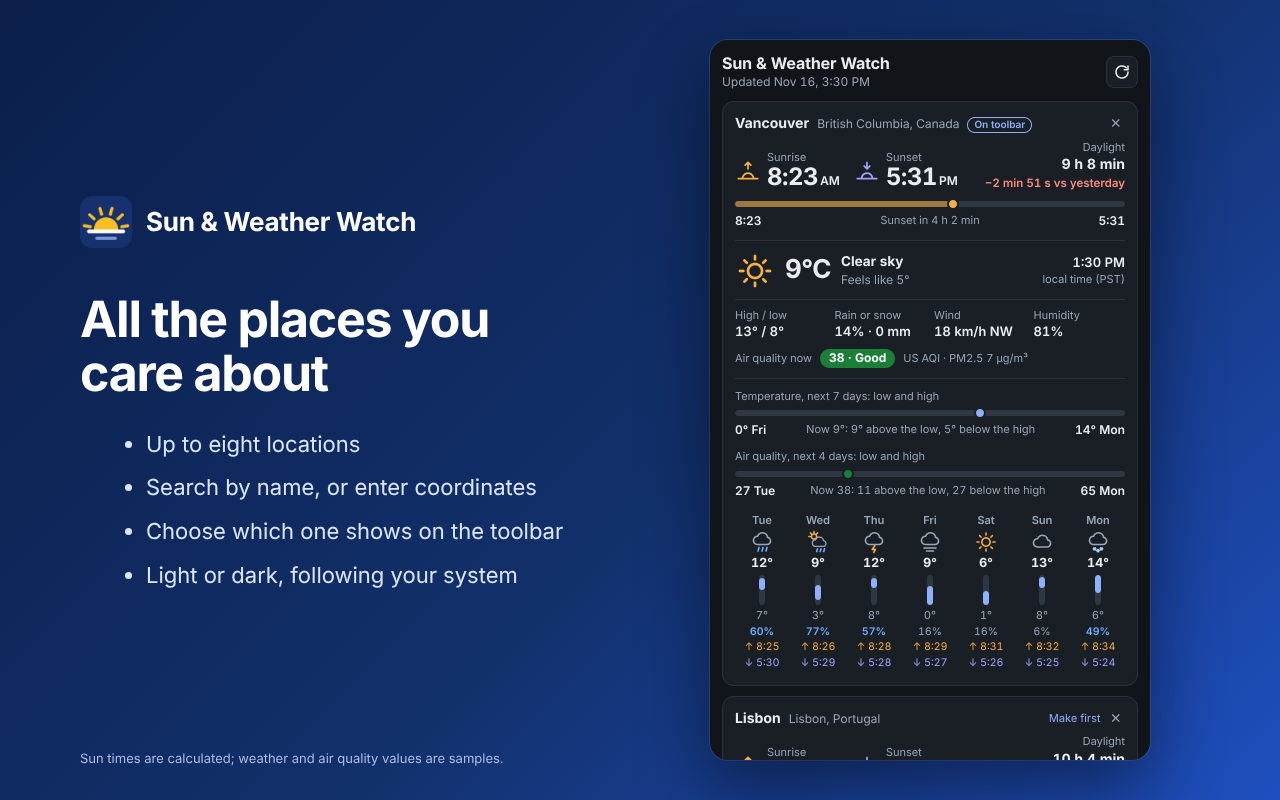 Sun & Weather Watch
All the places you
care about
• Up to eight locations
• Search by name, or enter coordinates
• Choose which one shows on the toolbar
• Light or dark, following your system
Sun times are calculated; weather and air quality values are samples.
Sun & Weather Watch
Updated Nov 16, 3:30 PM
Vancouver British Columbia, Canada On toolbar ×
Sunrise Sunset Daylight
8:23 AM 5:31 PM 9 h 8 min
−2 min 51 s vs yesterday
8:23 Sunset in 4 h 2 min 5:31
9°C Clear sky 1:30 PM
Feels like 5° local time (PST)
High / low Rain or snow Wind Humidity
13° / 8° 14% · 0 mm 18 km/h NW 81%
Air quality now 38 · Good US AQI · PM2.5 7 µg/m³
Temperature, next 7 days: low and high
0° Fri Now 9°: 9° above the low, 5° below the high 14° Mon
Air quality, next 4 days: low and high
27 Tue Now 38: 11 above the low, 27 below the high 65 Mon
Tue Wed Thu Fri Sat Sun Mon
12° 9° 12° 9° 6° 13° 14°
7° 3° 8° 0° 1° 8° 6°
60% 77% 57% 16% 16% 6% 49%
↑ 8:25 ↑ 8:26 ↑ 8:28 ↑ 8:29 ↑ 8:31 ↑ 8:32 ↑ 8:34
↓ 5:30 ↓ 5:29 ↓ 5:28 ↓ 5:27 ↓ 5:26 ↓ 5:25 ↓ 5:24
Lisbon Lisbon, Portugal Make first ×
Sunrise Sunset Daylight
10 h 4 min